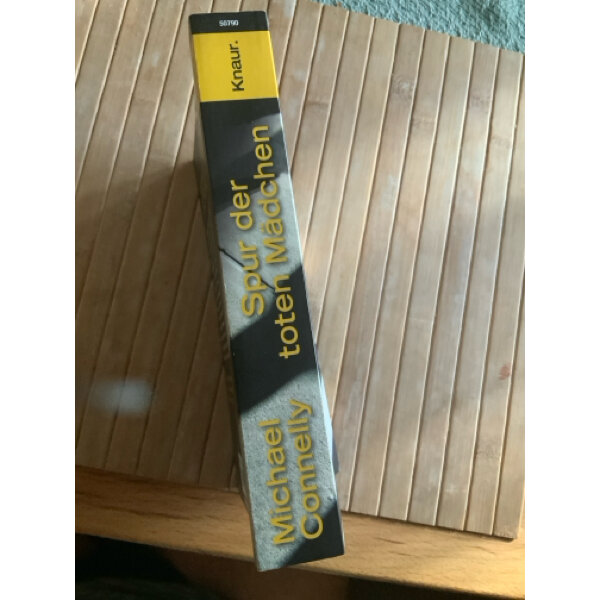 50790
Knaur.
Spur der
toten Mädchen
Michael
Connelly